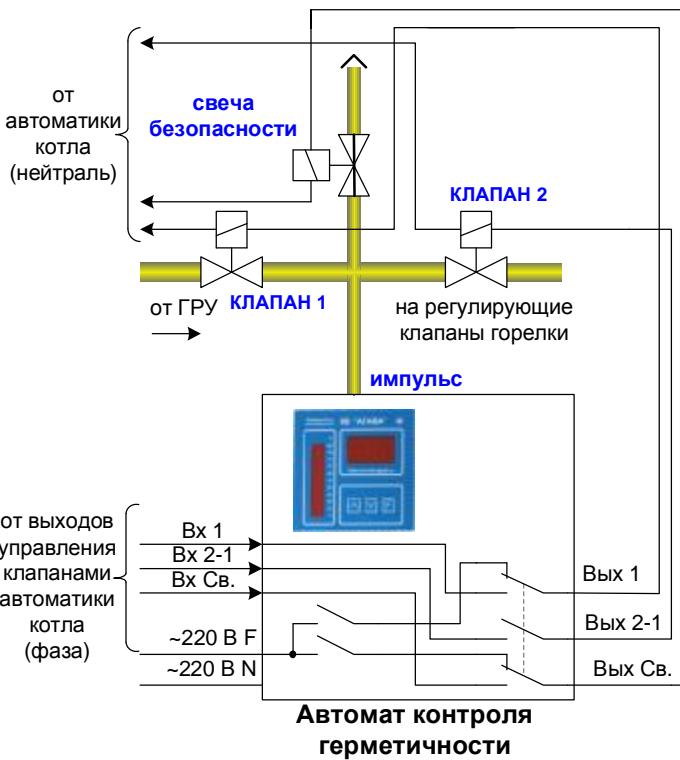 от
автоматики
котла
(нейтраль)
свеча
безопасности
КЛАПАН 2
от ГРУ
КЛАПАН 1
на регулирующие
клапаны горелки
импульс
"АГАВА"
от выходов
управления
клапанами
автоматики
котла
(фаза)
Вх 1
Вх 2-1
Вх Св.
~220 В F
~220 В N
Вых 1
Вых 2-1
Вых Св.
Автомат контроля
герметичности